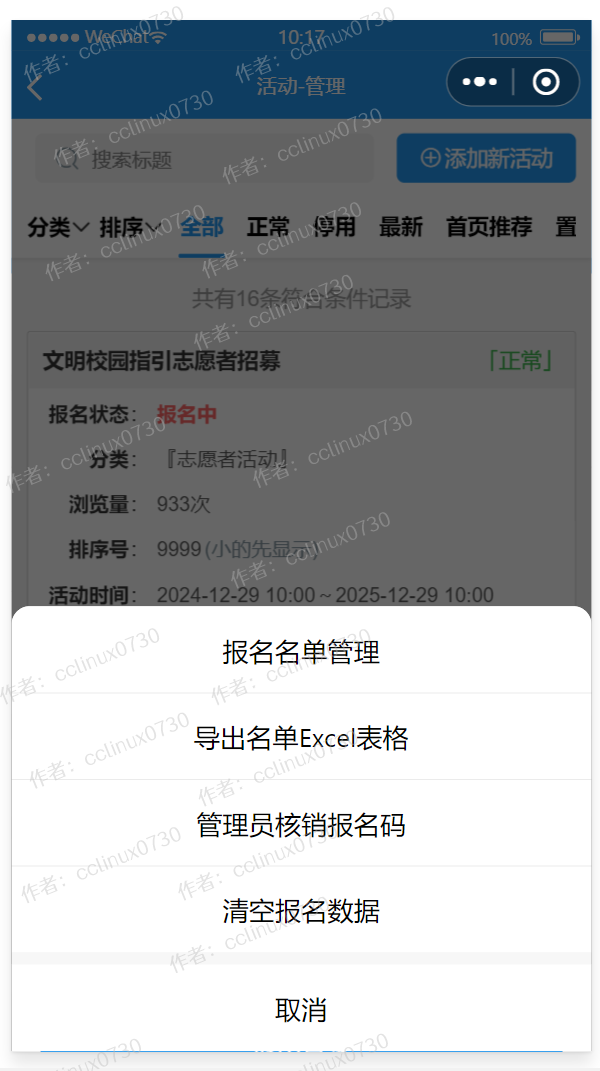 WeChat 10:17 100%
活动-管理
搜索标题 添加新活动
分类 排序 全部 正常 停用 最新 首页推荐 置
共有16条符合条件记录
文明校园指引志愿者招募 「正常」
报名状态: 报名中
分类: 『志愿者活动』
浏览量: 933次
排序号: 9999 (小的先显示)
活动时间: 2024-12-29 10:00～2025-12-29 10:00
报名名单管理
导出名单Excel表格
管理员核销报名码
清空报名数据
取消
作者：cclinux0730